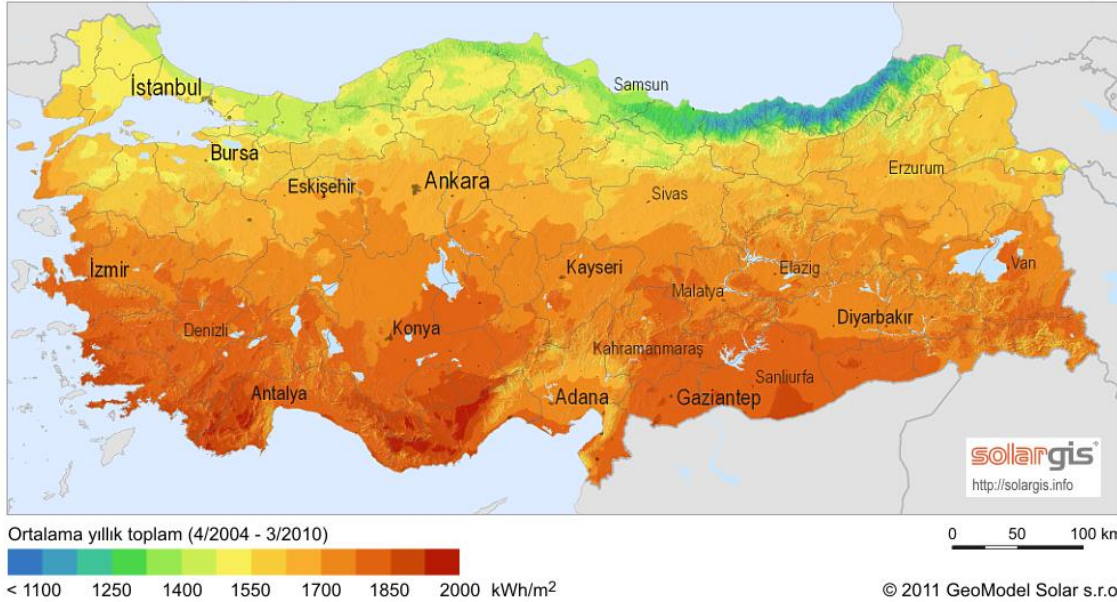 İstanbul
Samsun
Bursa
Eskişehir
Ankara
Sivas
Erzurum
İzmir
Kayseri
Elazig
Van
Malatya
Denizli
Konya
Diyarbakır
Kahramanmaraş
Antalya
Adana
Gaziantep
Sanliurfa
solargis
http://solargis.info
Ortalama yıllık toplam (4/2004 - 3/2010)
0 50 100 km
< 1100 1250 1400 1550 1700 1850 2000 kWh/m²
© 2011 GeoModel Solar s.r.o